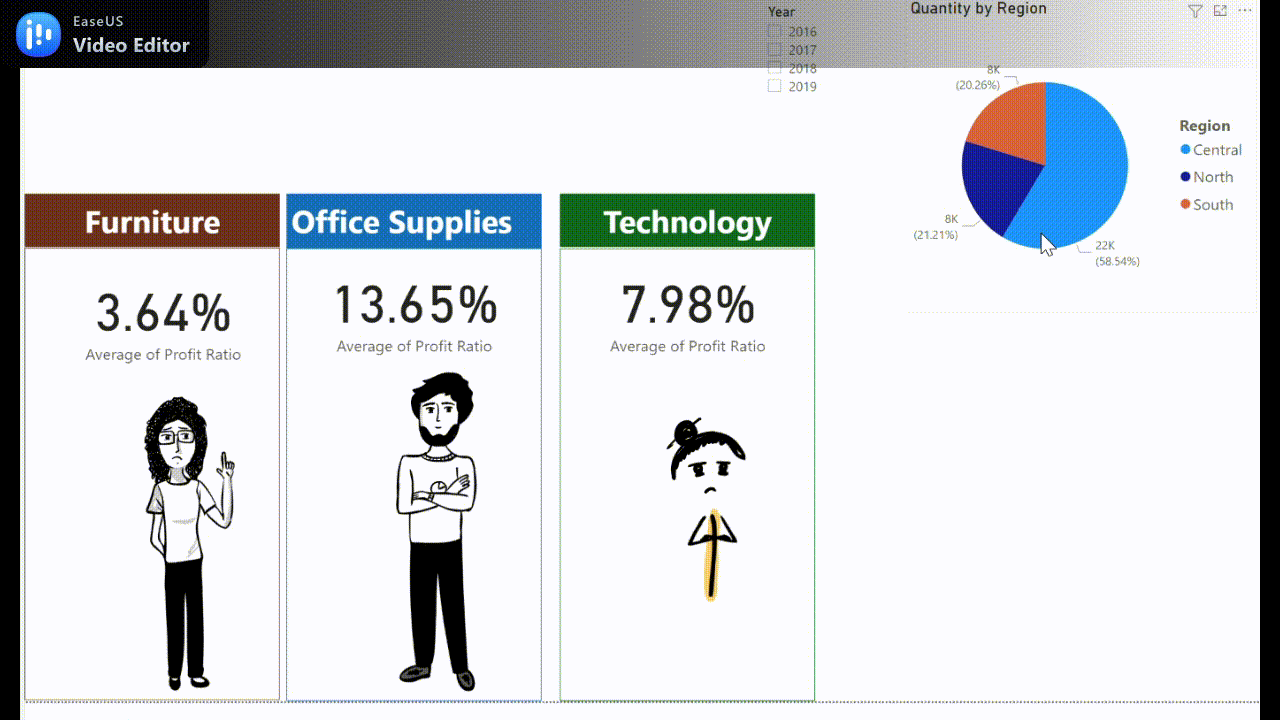 EaseUS
Video Editor
Year
2016
2017
2018
2019
Quantity by Region
8K
(20.26%)
8K
(21.21%)
22K
(58.54%)
Region
Central
North
South
Furniture
3.64%
Average of Profit Ratio
Office Supplies
13.65%
Average of Profit Ratio
Technology
7.98%
Average of Profit Ratio